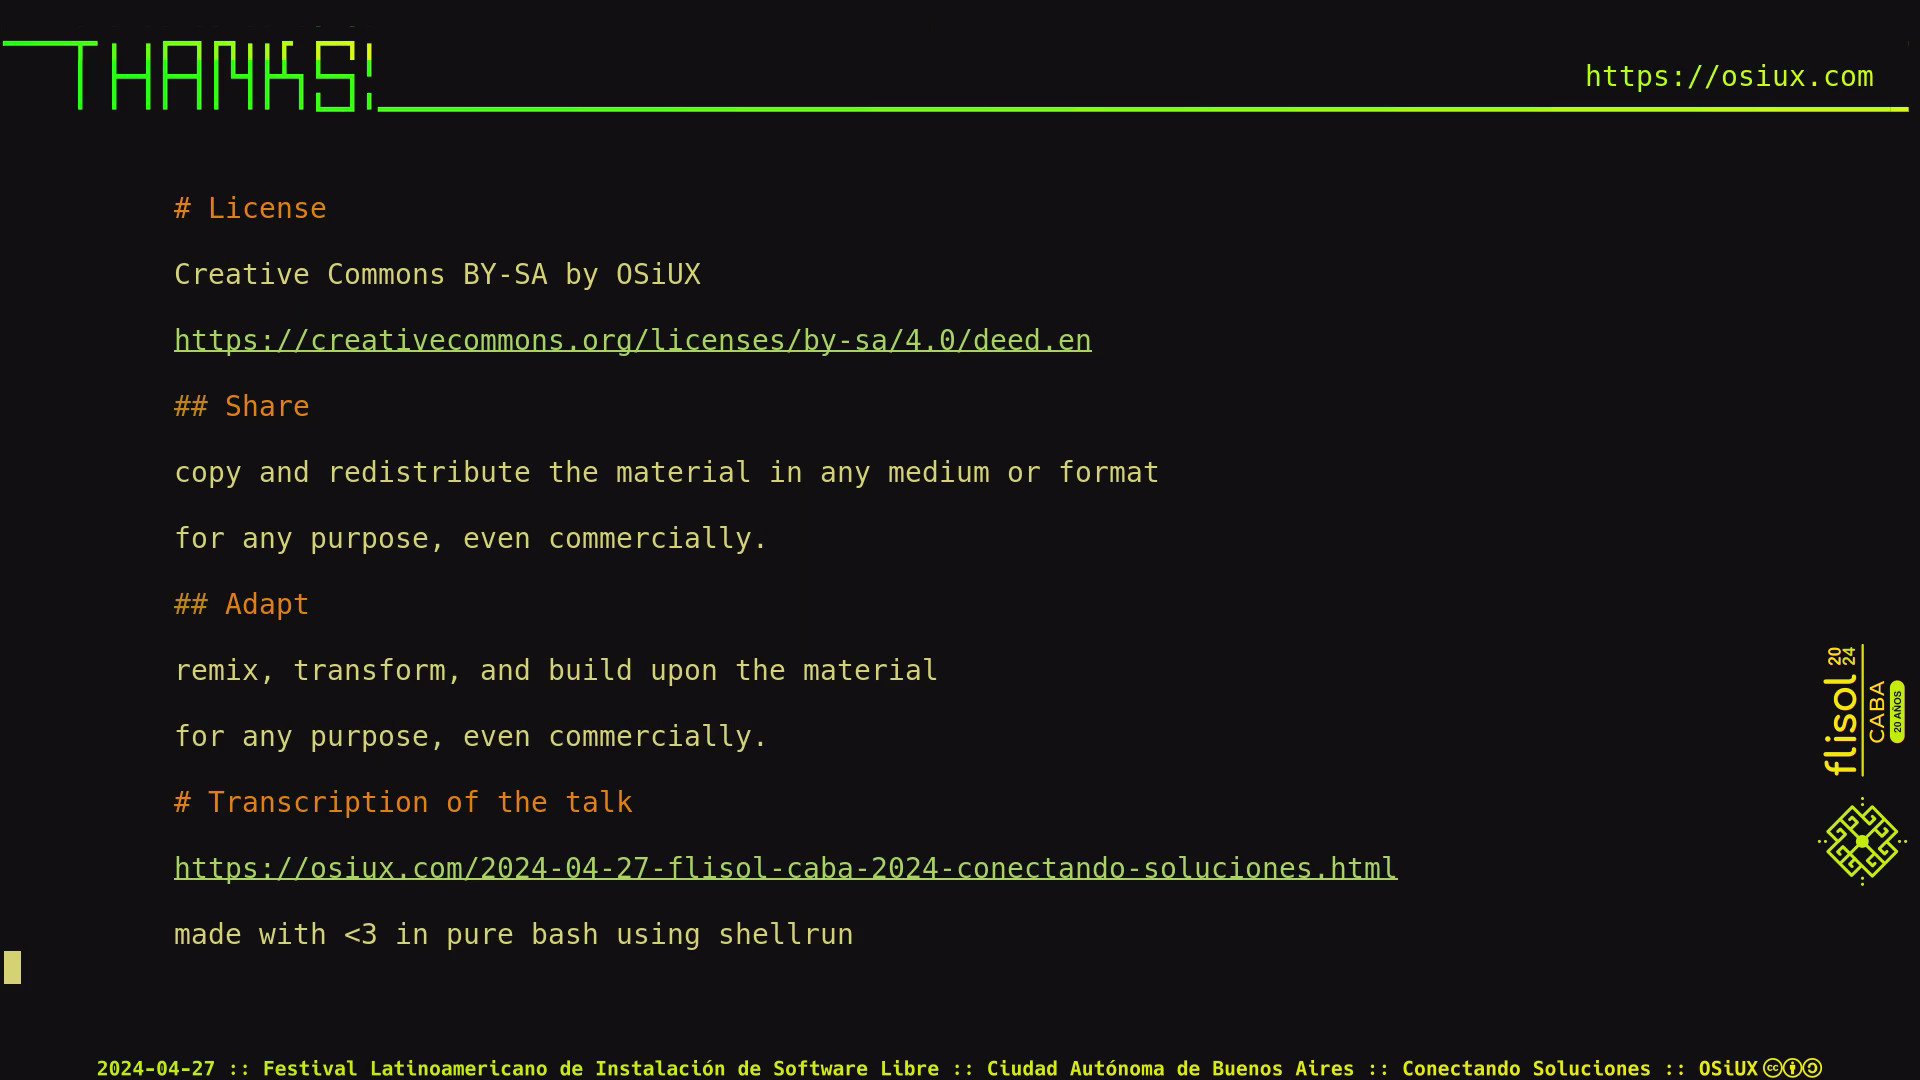 THANKS!
https://osiux.com
# License
Creative Commons BY-SA by OSiUX
https://creativecommons.org/licenses/by-sa/4.0/deed.en
## Share
copy and redistribute the material in any medium or format
for any purpose, even commercially.
## Adapt
remix, transform, and build upon the material
for any purpose, even commercially.
# Transcription of the talk
https://osiux.com/2024-04-27-flisol-caba-2024-conectando-soluciones.html
made with <3 in pure bash using shellrun
flisol 2024
CABA
20 AÑOS
2024-04-27 :: Festival Latinoamericano de Instalación de Software Libre :: Ciudad Autónoma de Buenos Aires :: Conectando Soluciones :: OSiUX